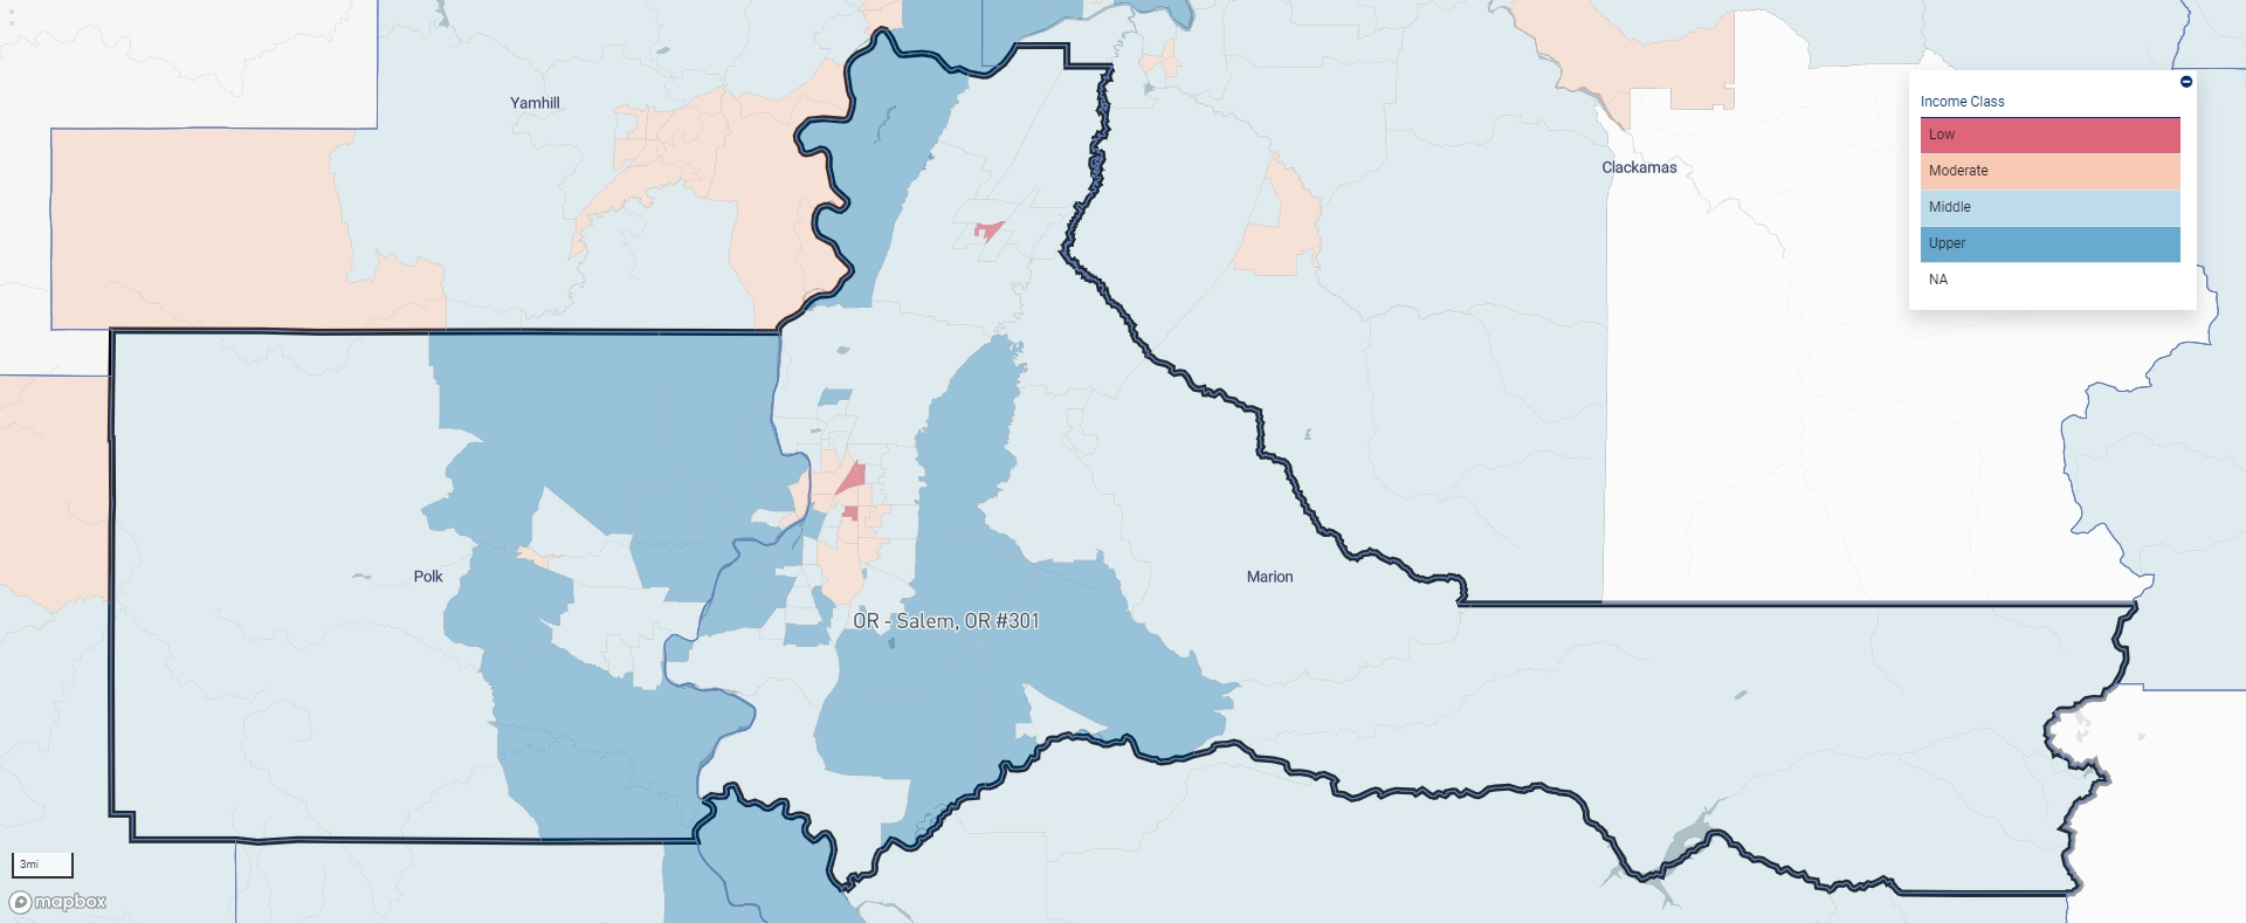 Yamhill
Clackamas
Income Class
Low
Moderate
Middle
Upper
NA
Polk
Marion
OR - Salem, OR #301
3mi
mapbox